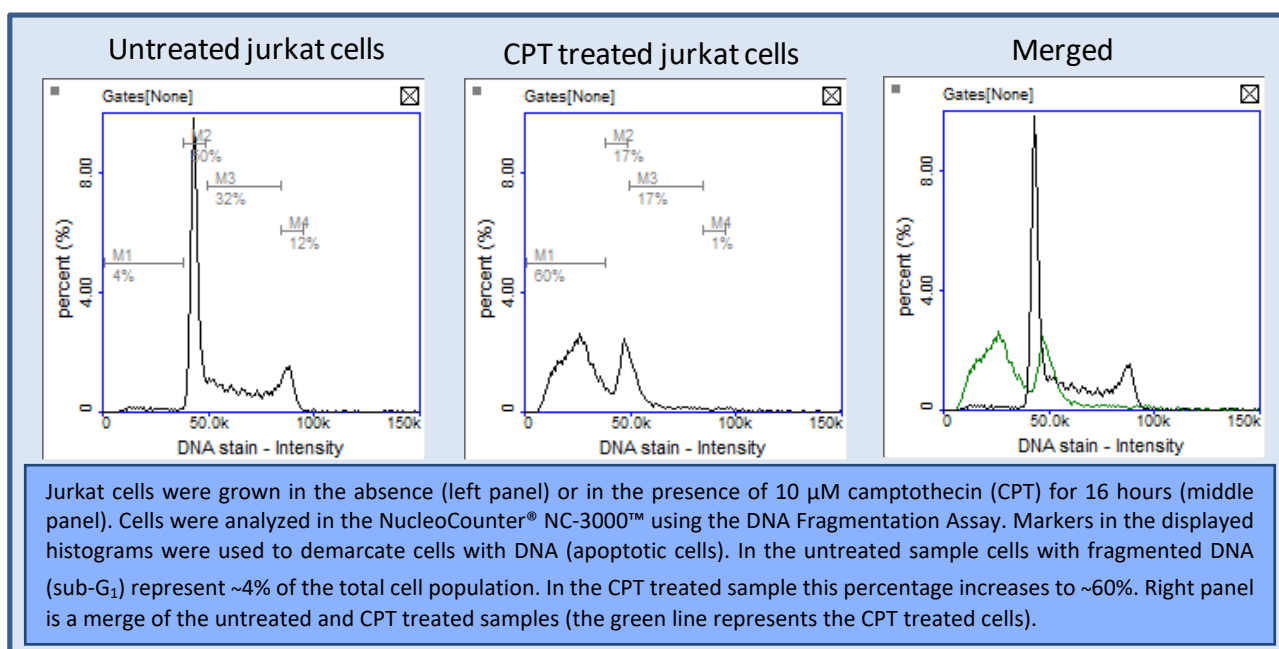 Untreated jurkat cells
Gates[None]
M2
50%
M3
32%
M4
12%
M1
4%
8.00
4.00
0
percent (%)
0 50.0k 100k 150k
DNA stain - Intensity
CPT treated jurkat cells
Gates[None]
M2
17%
M3
17%
M4
1%
M1
60%
8.00
4.00
0
percent (%)
0 50.0k 100k 150k
DNA stain - Intensity
Merged
Gates[None]
8.00
4.00
0
percent (%)
0 50.0k 100k 150k
DNA stain - Intensity
Jurkat cells were grown in the absence (left panel) or in the presence of 10 µM camptothecin (CPT) for 16 hours (middle
panel). Cells were analyzed in the NucleoCounter® NC-3000™ using the DNA Fragmentation Assay. Markers in the displayed
histograms were used to demarcate cells with DNA (apoptotic cells). In the untreated sample cells with fragmented DNA
(sub-G₁) represent ~4% of the total cell population. In the CPT treated sample this percentage increases to ~60%. Right panel
is a merge of the untreated and CPT treated samples (the green line represents the CPT treated cells).